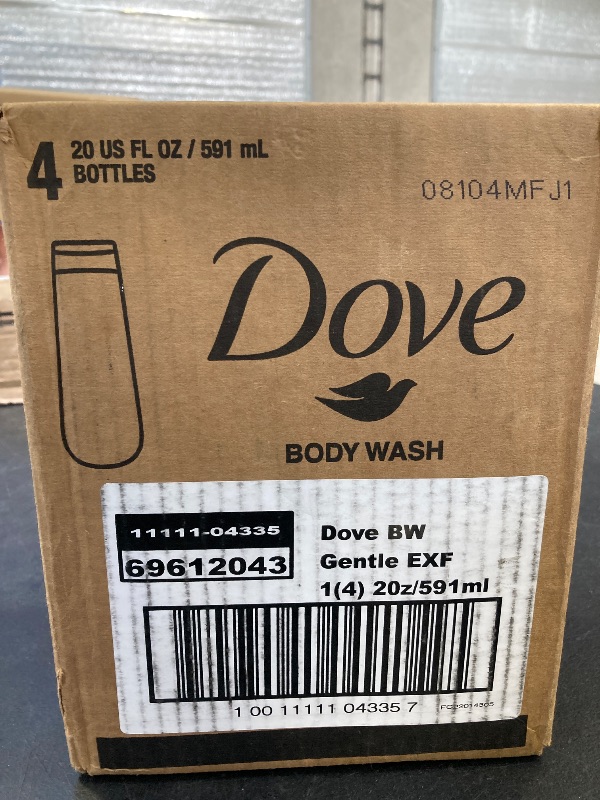 4 20 US FL OZ / 591 mL
BOTTLES
08104MFJ1
Dove
BODY WASH
11111-04335
69612043
Dove BW
Gentle EXF
1(4) 20z/591ml
1 00 11111 04335 7